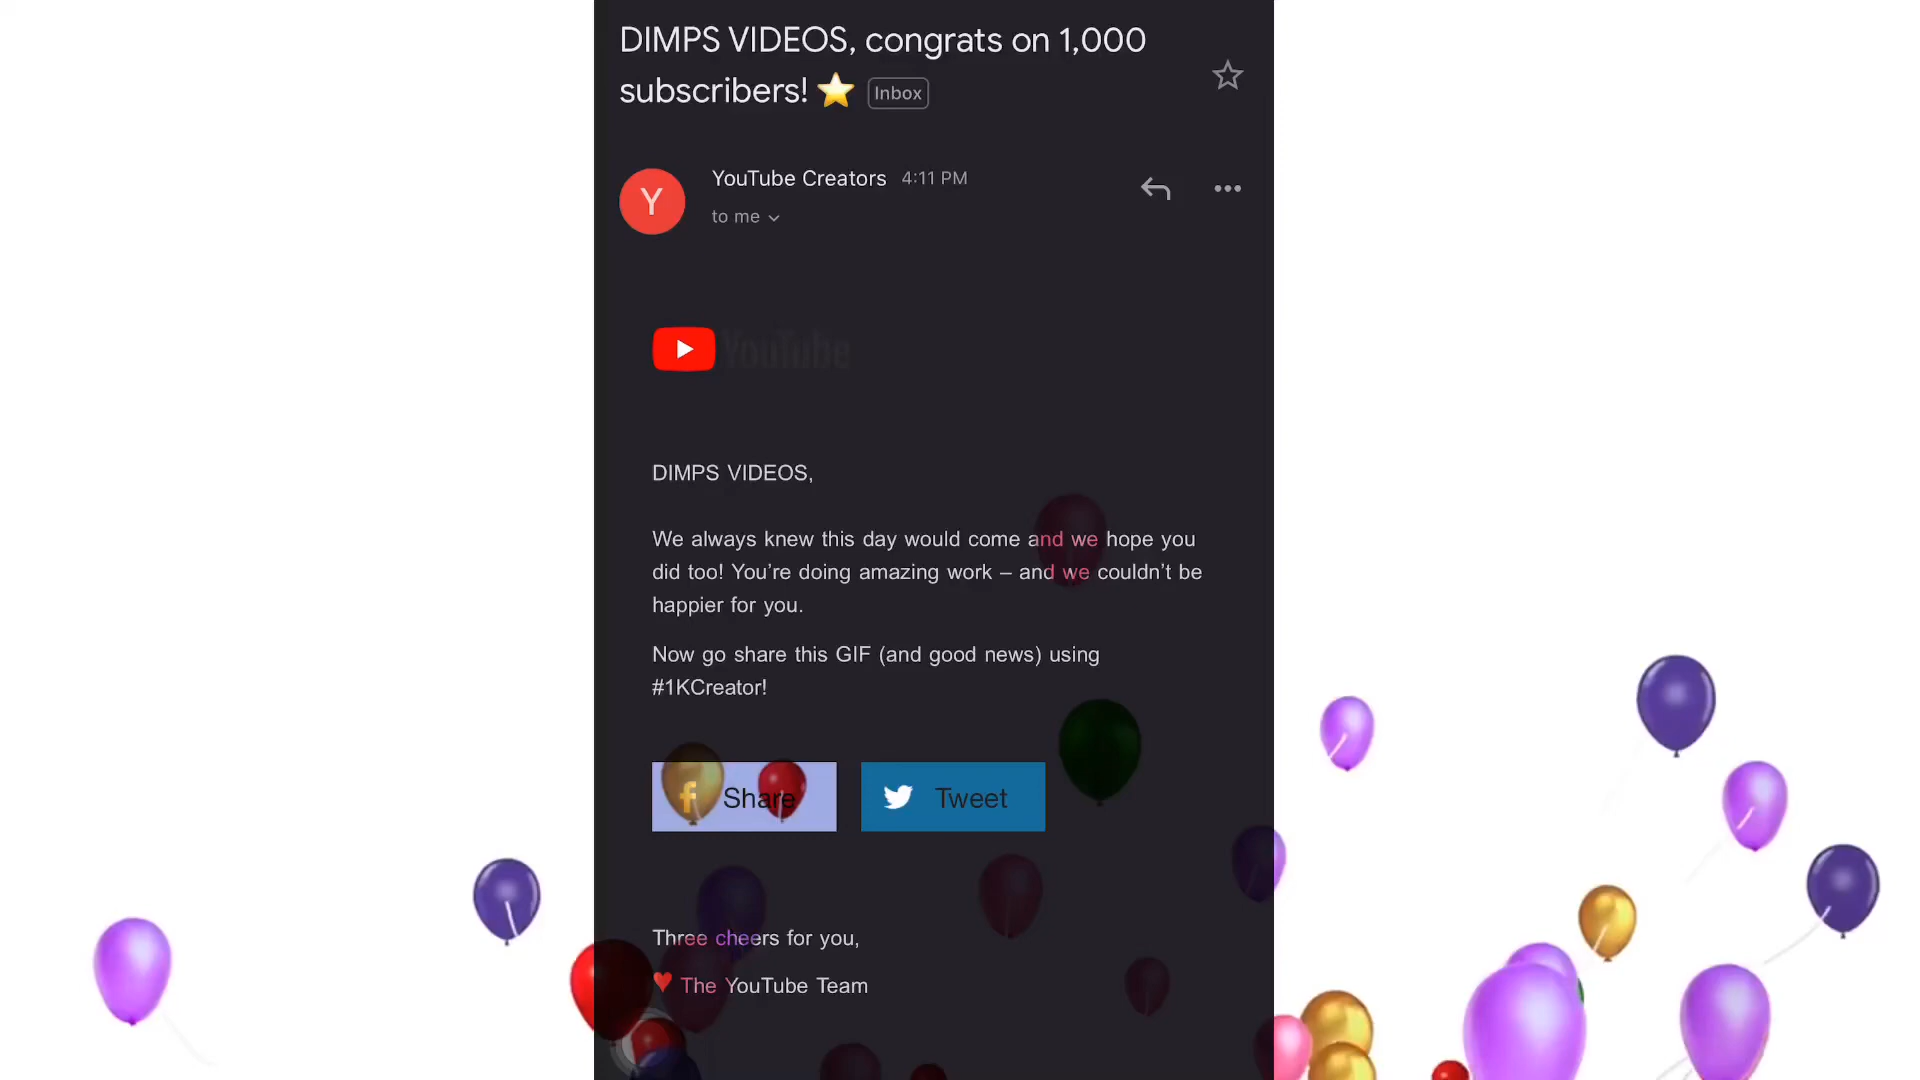 DIMPS VIDEOS, congrats on 1,000
subscribers! ⭐ Inbox
Y
YouTube Creators 4:11 PM
to me
YouTube
DIMPS VIDEOS,
We always knew this day would come and we hope you
did too! You’re doing amazing work – and we couldn’t be
happier for you.
Now go share this GIF (and good news) using
#1KCreator!
f Share
Tweet
Three cheers for you,
♥ The YouTube Team